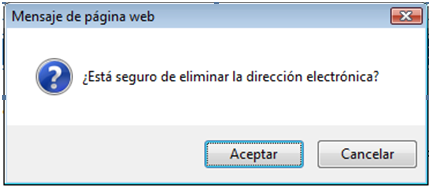 Mensaje de página web
¿Está seguro de eliminar la dirección electrónica?
Aceptar
Cancelar